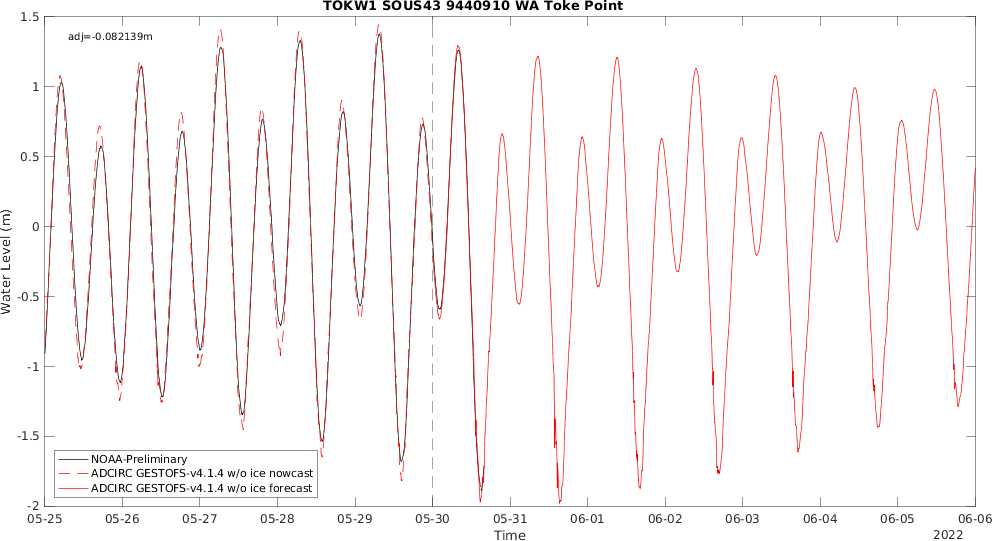 TOKW1 SOUS43 9440910 WA Toke Point
adj=-0.082139m
1.5
1
0.5
0
-0.5
-1
-1.5
-2
Water Level (m)
NOAA-Preliminary
ADCIRC GESTOFS-v4.1.4 w/o ice nowcast
ADCIRC GESTOFS-v4.1.4 w/o ice forecast
05-25 05-26 05-27 05-28 05-29 05-30 05-31 06-01 06-02 06-03 06-04 06-05 06-06
Time
2022